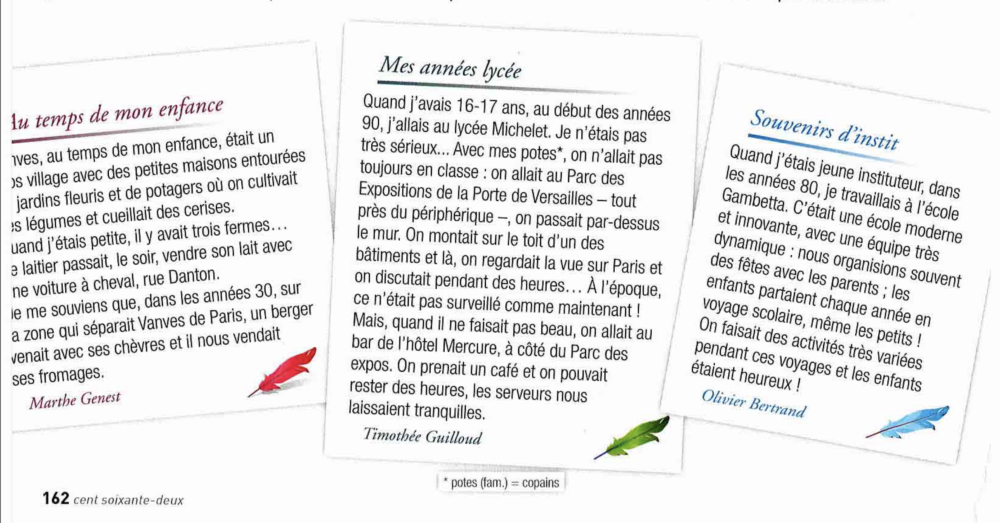 Au temps de mon enfance
nves, au temps de mon enfance, était un
os village avec des petites maisons entourées
jardins fleuris et de potagers où on cultivait
es légumes et cueillait des cerises.
uand j'étais petite, il y avait trois fermes…
e laitier passait, le soir, vendre son lait avec
ne voiture à cheval, rue Danton.
Je me souviens que, dans les années 30, sur
a zone qui séparait Vanves de Paris, un berger
venait avec ses chèvres et il nous vendait
ses fromages.
Marthe Genest
Mes années lycée
Quand j'avais 16-17 ans, au début des années
90, j'allais au lycée Michelet. Je n'étais pas
très sérieux... Avec mes potes*, on n'allait pas
toujours en classe : on allait au Parc des
Expositions de la Porte de Versailles – tout
près du périphérique –, on passait par-dessus
le mur. On montait sur le toit d'un des
bâtiments et là, on regardait la vue sur Paris et
on discutait pendant des heures… À l'époque,
ce n'était pas surveillé comme maintenant !
Mais, quand il ne faisait pas beau, on allait au
bar de l'hôtel Mercure, à côté du Parc des
expos. On prenait un café et on pouvait
rester des heures, les serveurs nous
laissaient tranquilles.
Timothée Guilloud
* potes (fam.) = copains
Souvenirs d'instit
Quand j'étais jeune instituteur, dans
les années 80, je travaillais à l'école
Gambetta. C'était une école moderne
et innovante, avec une équipe très
dynamique : nous organisions souvent
des fêtes avec les parents ; les
enfants partaient chaque année en
voyage scolaire, même les petits !
On faisait des activités très variées
pendant ces voyages et les enfants
étaient heureux !
Olivier Bertrand
162 cent soixante-deux